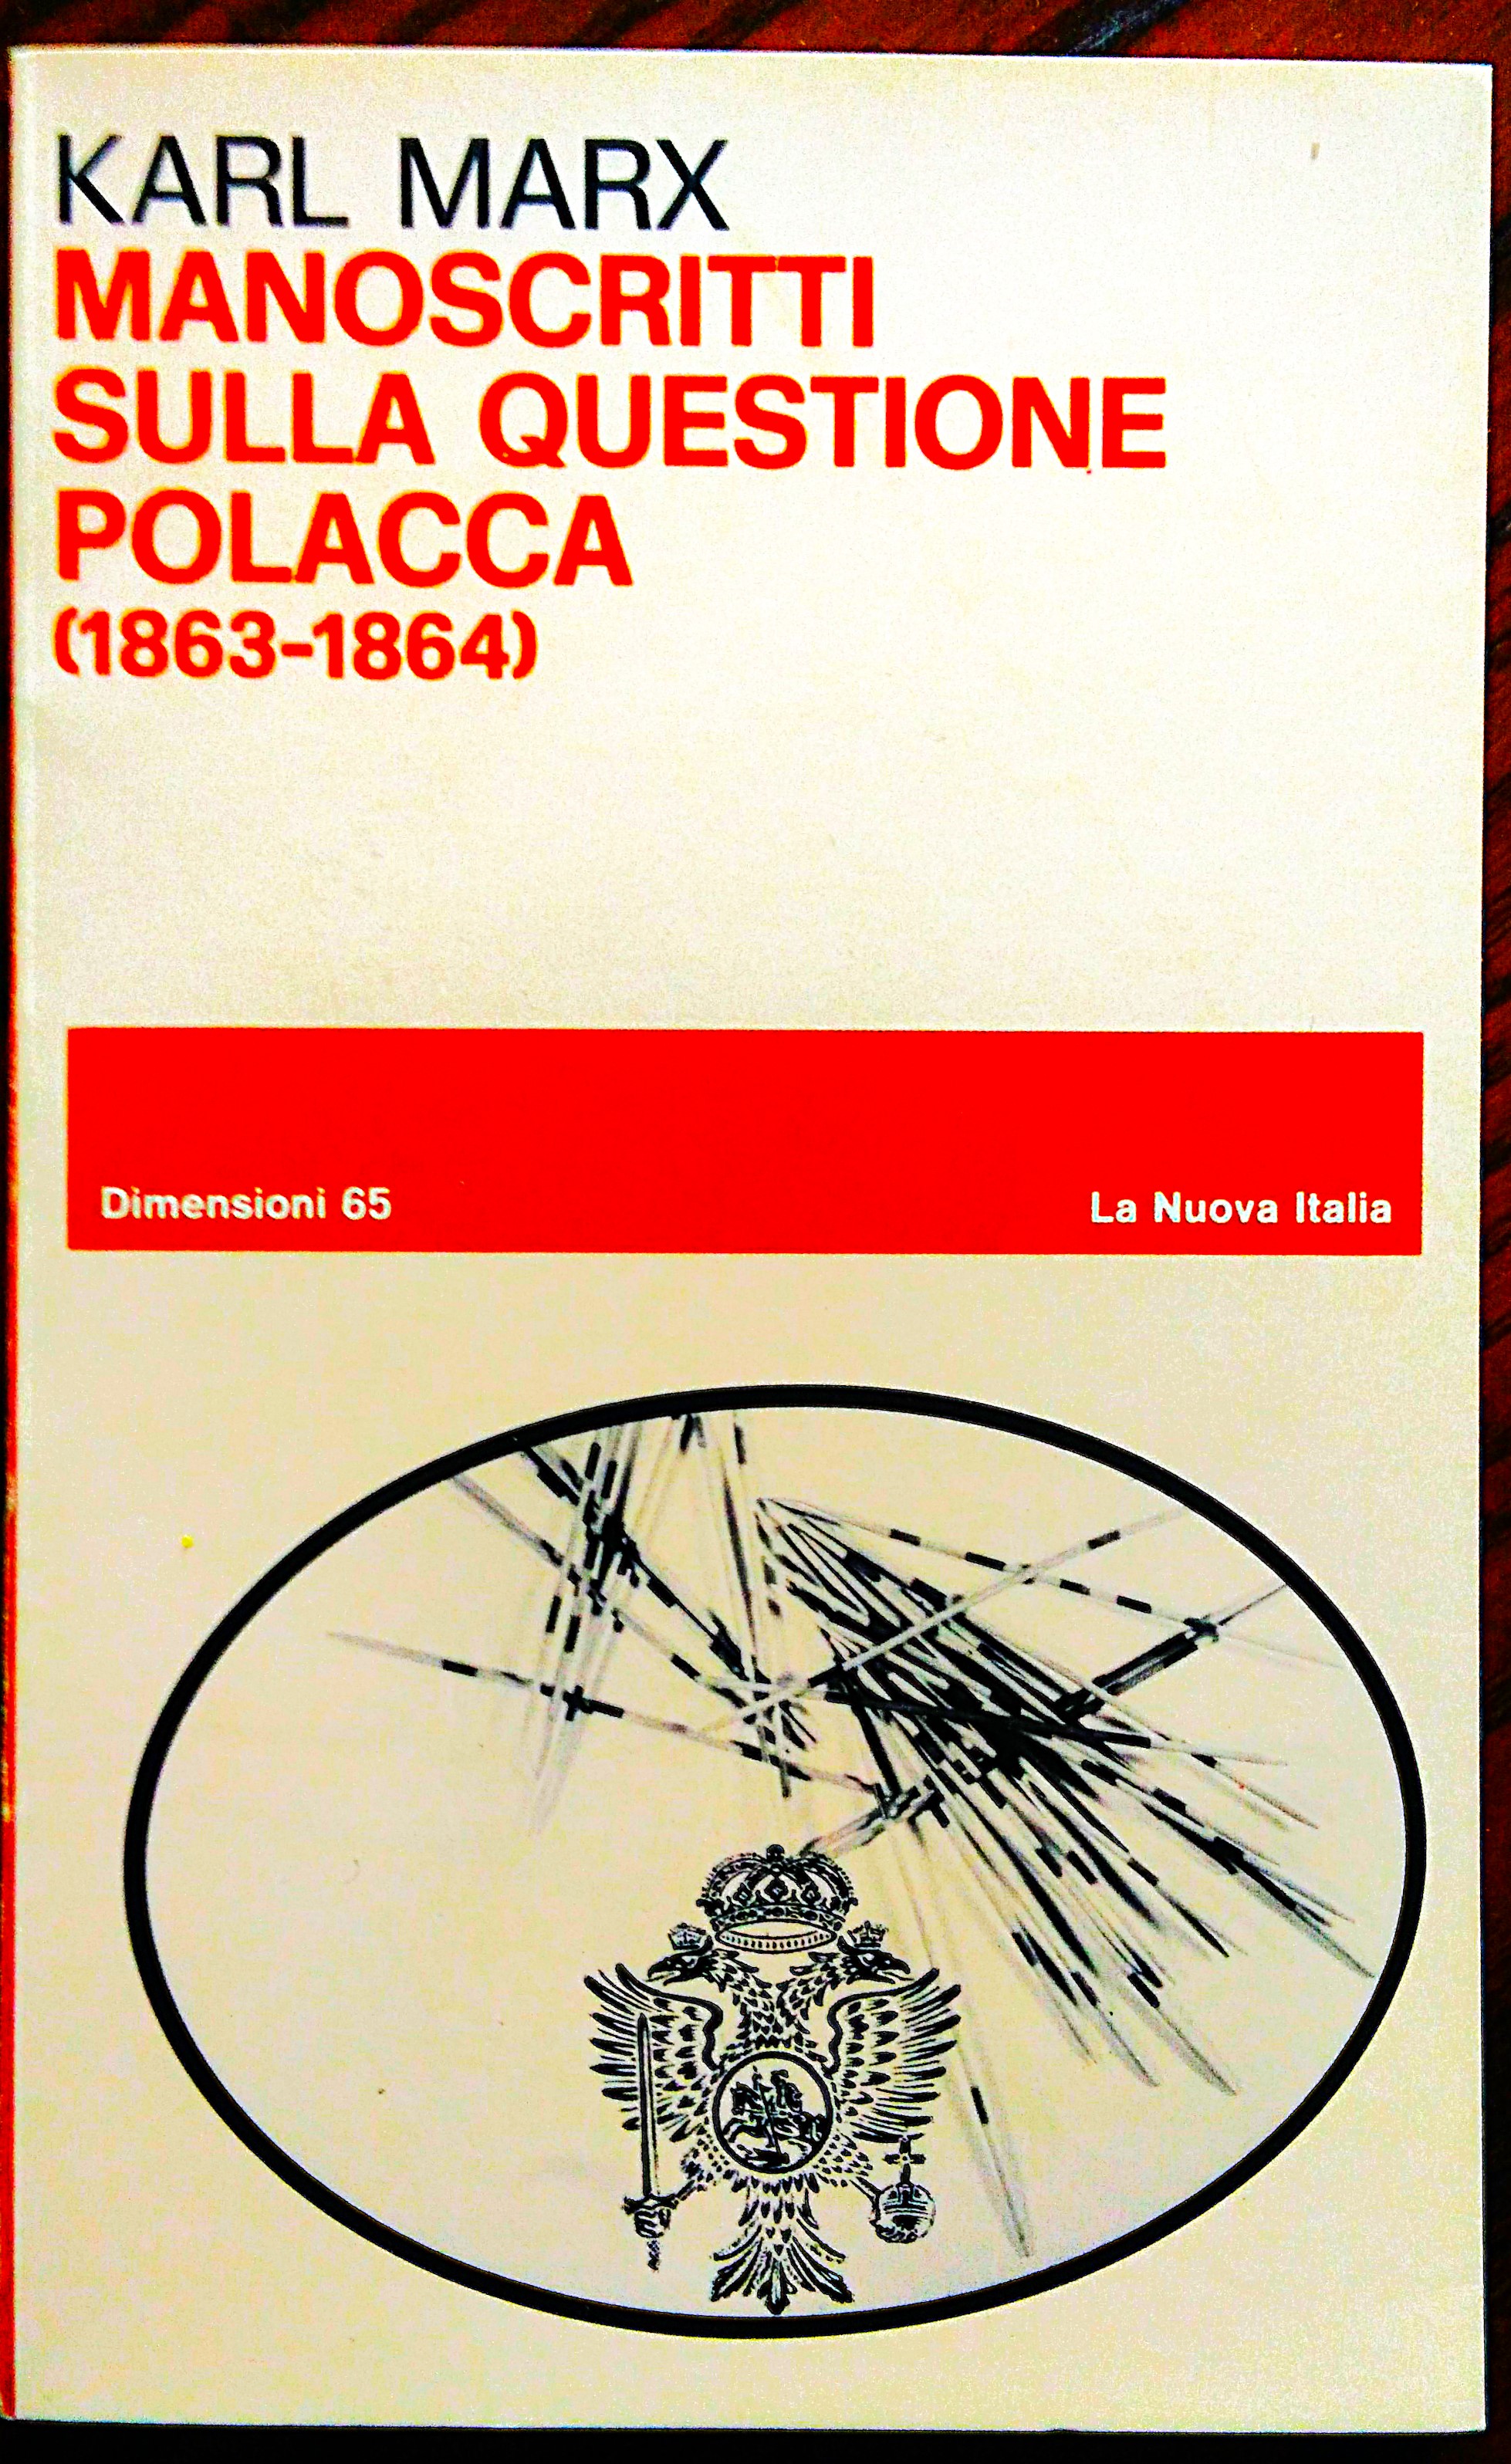 KARL MARX
MANOSCRITTI
SULLA QUESTIONE
POLACCA
(1863-1864)
Dimensioni 65
La Nuova Italia